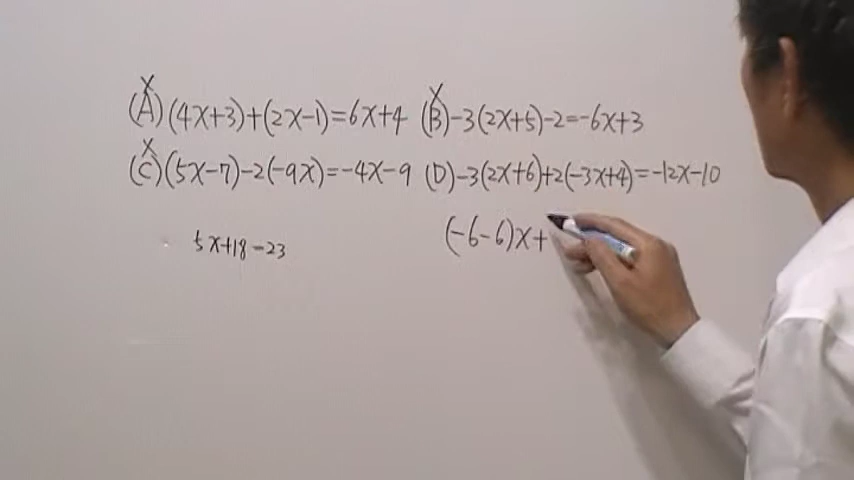 X X
(A)(4X+3)+(2X-1)=6X+4 (B)-3(2X+5)-2=-6X+3
X
(C)(5X-7)-2(-9X)=-4X-9 (D)-3(2X+6)+2(-3X+4)=-12X-10
5X+18=23 (-6-6)X+